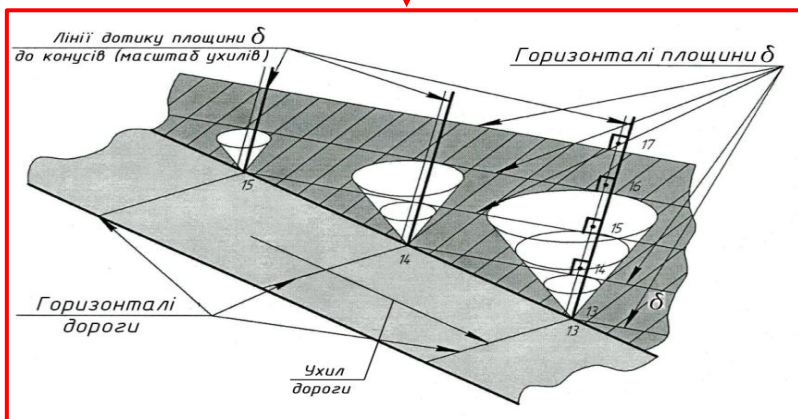 Лінії дотику площини δ
до конусів (масштаб ухилів)
Горизонталі площини δ
17
16
15
14
13
15
14
13
δ
Горизонталі
дороги
Ухил
дороги